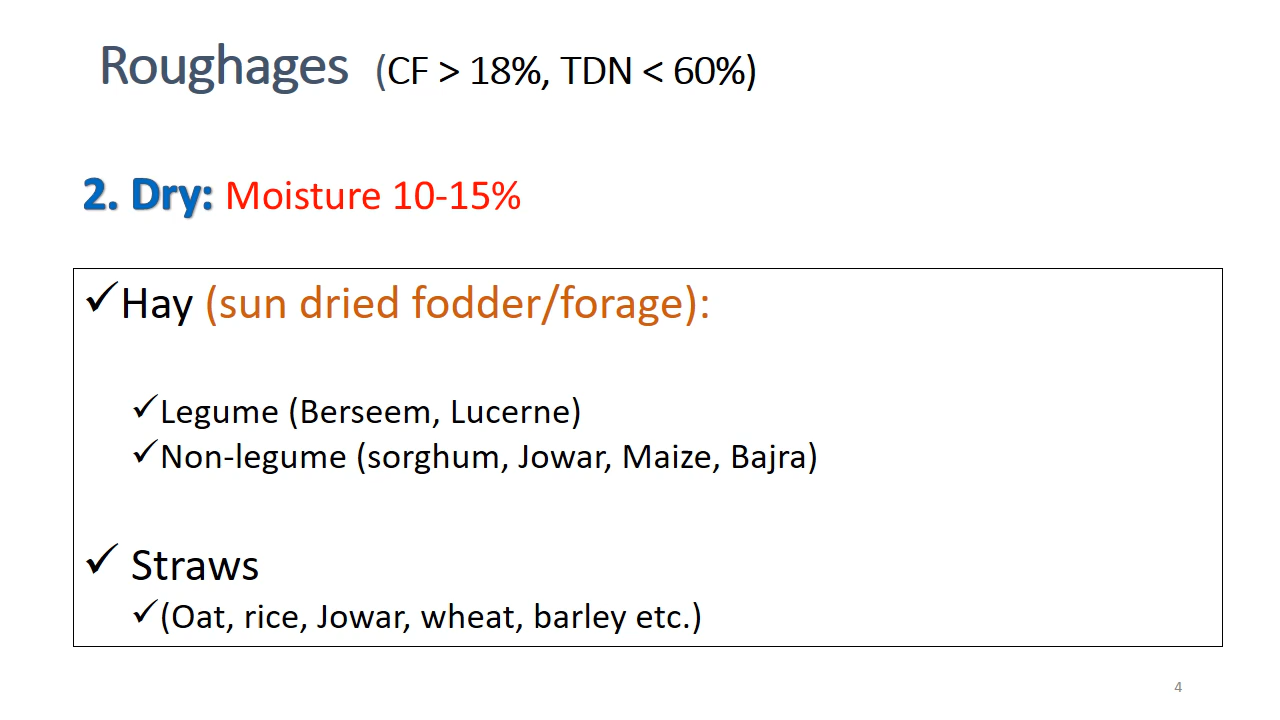 Roughages (CF > 18%, TDN < 60%)
2. Dry: Moisture 10-15%
✓Hay (sun dried fodder/forage):
✓Legume (Berseem, Lucerne)
✓Non-legume (sorghum, Jowar, Maize, Bajra)
✓ Straws
✓(Oat, rice, Jowar, wheat, barley etc.)
4